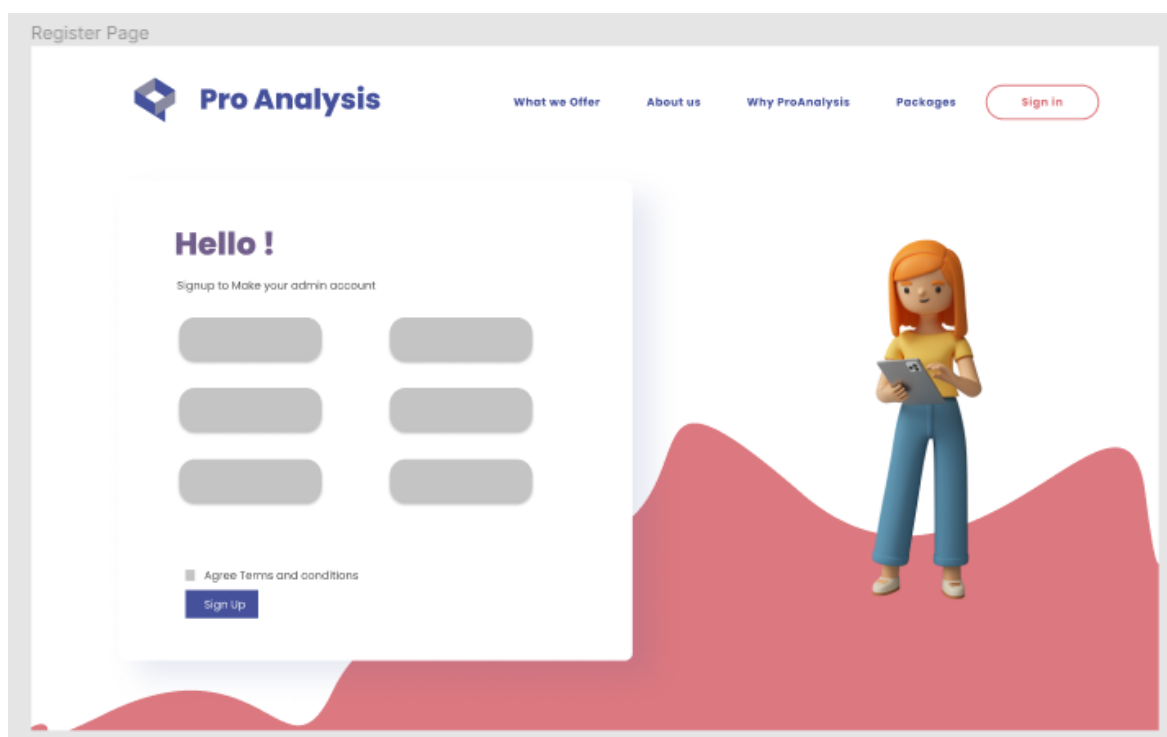 Register Page
Pro Analysis
What we Offer
About us
Why ProAnalysis
Packages
Sign in
Hello !
Signup to Make your admin account
Agree Terms and conditions
Sign Up